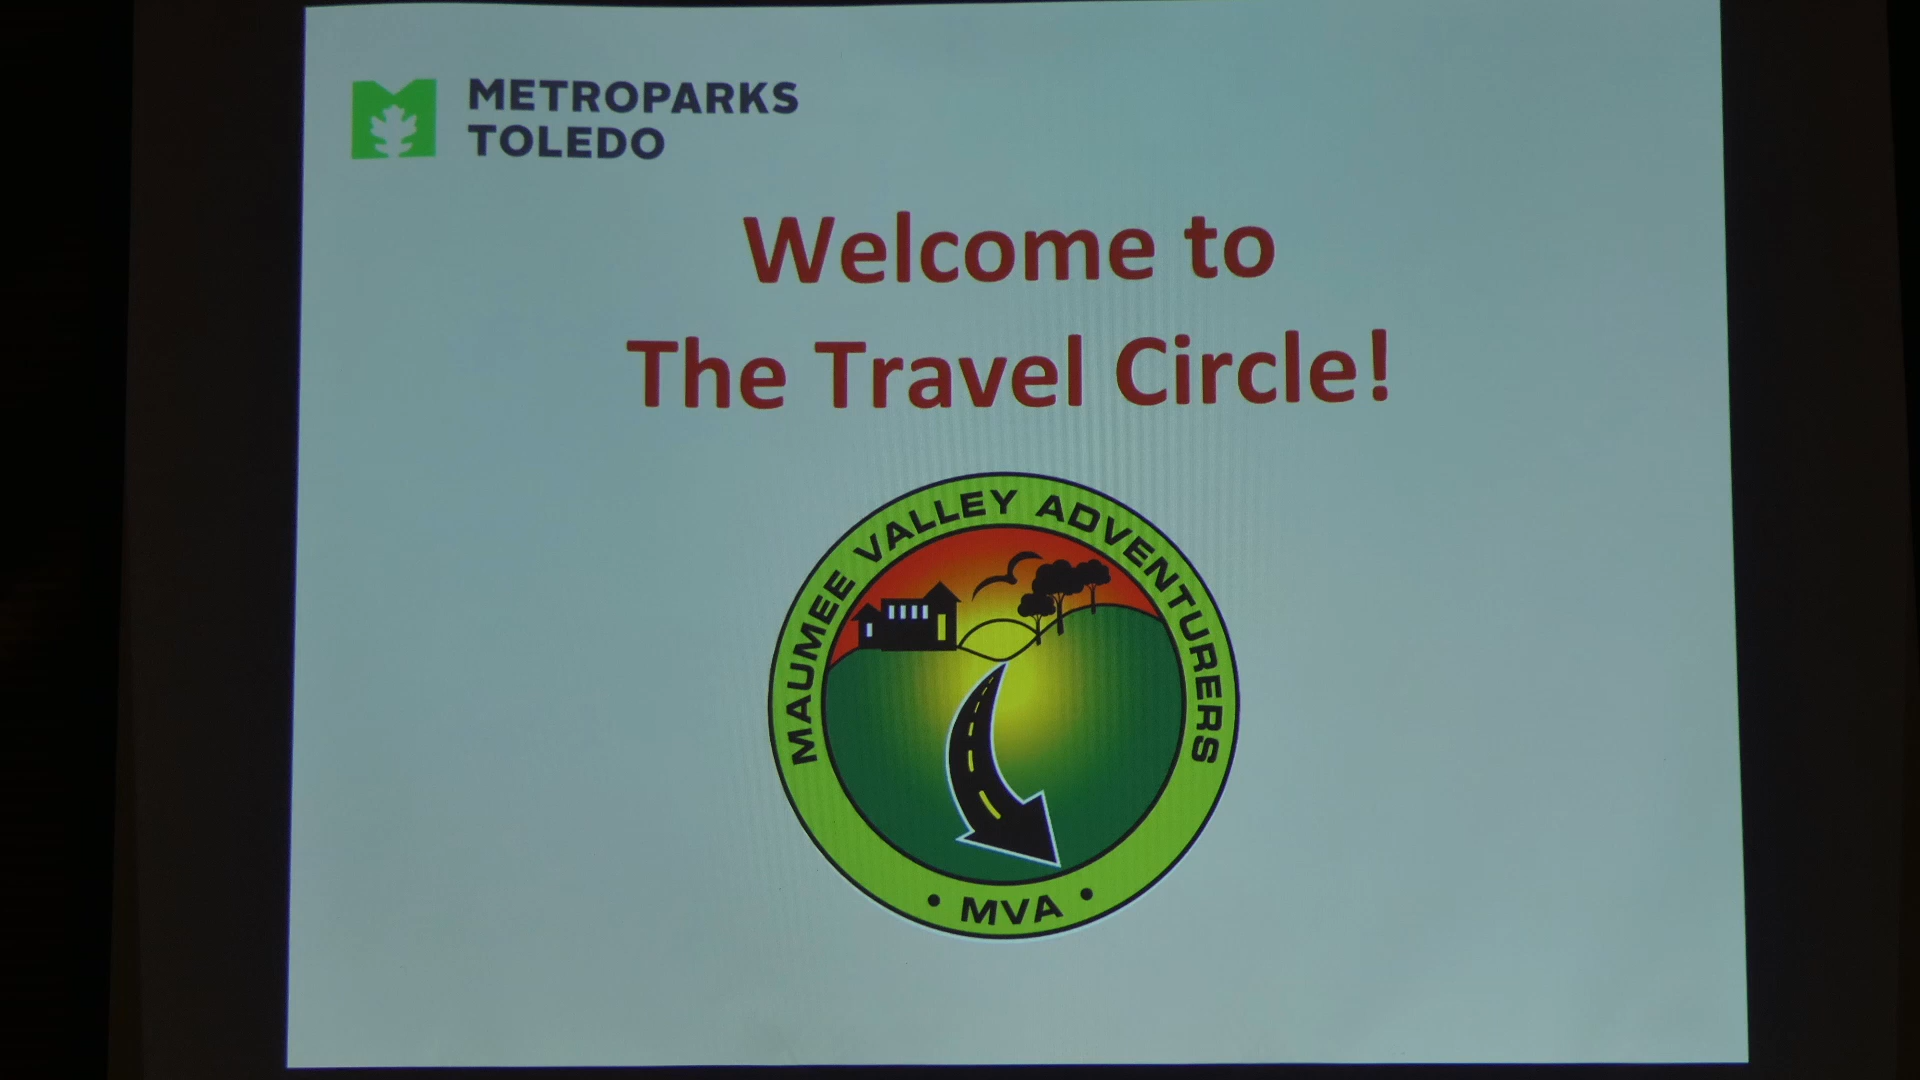 METROPARKS
TOLEDO
Welcome to
The Travel Circle!
MAUMEE VALLEY ADVENTURERS
• MVA •